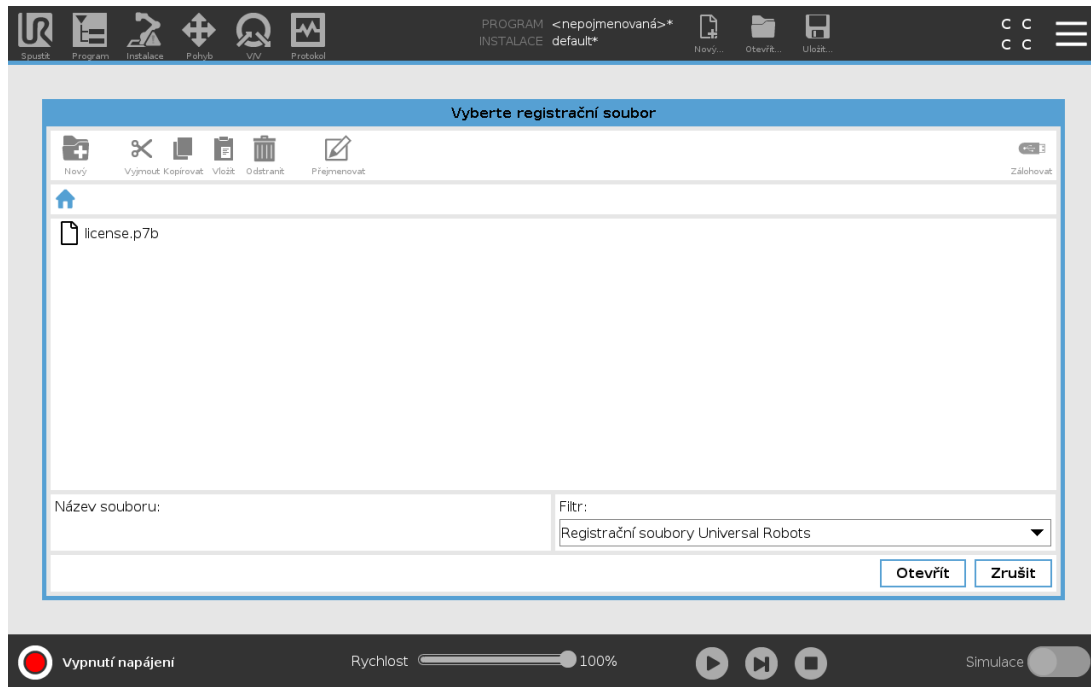 PROGRAM <nepojmenovaná>*
INSTALACE default*
C C
C C
Spustit Program Instalace Pohyb V/V Protokol Nový... Otevřít... Uložit...
Vyberte registrační soubor
Nový Vyjmout Kopírovat Vložit Odstranit Přejmenovat Zálohovat
license.p7b
Název souboru:
Filtr:
Registrační soubory Universal Robots
Otevřít Zrušit
Vypnutí napájení Rychlost 100% Simulace